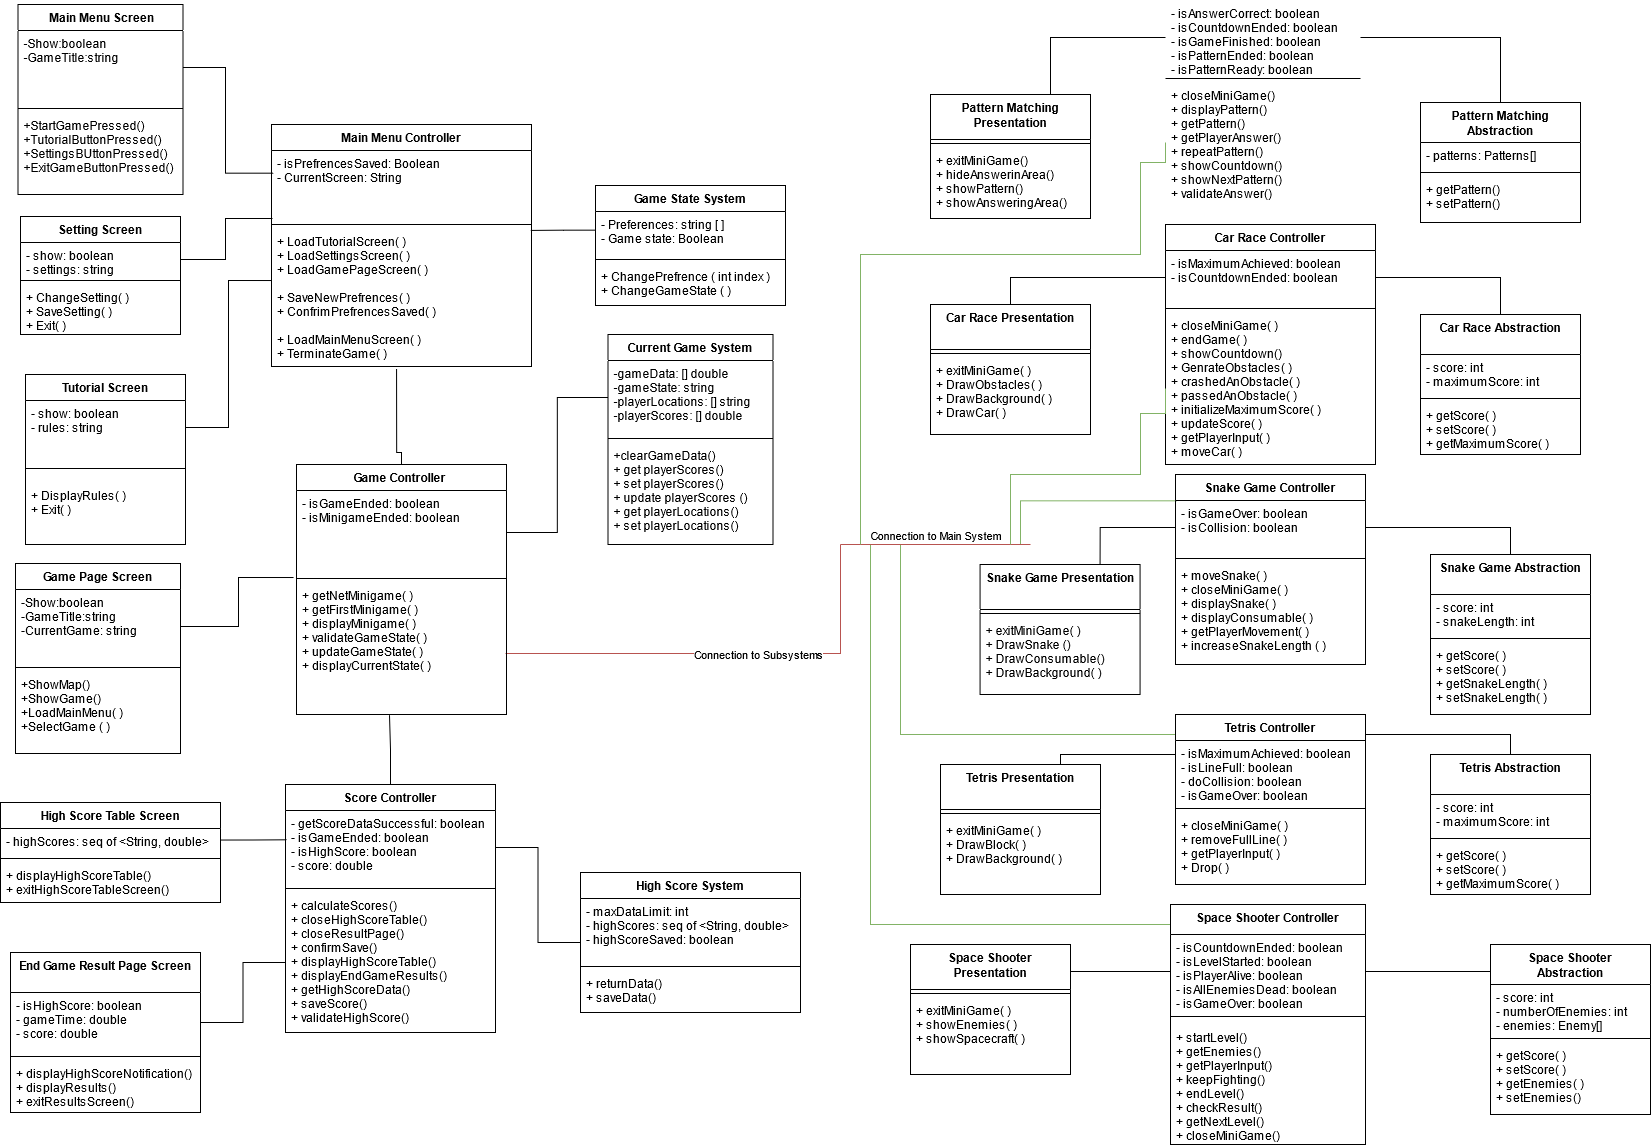 Main Menu Screen
-Show:boolean
-GameTitle:string
+StartGamePressed()
+TutorialButtonPressed()
+SettingsBUttonPressed()
+ExitGameButtonPressed()
Setting Screen
- show: boolean
- settings: string
+ ChangeSetting( )
+ SaveSetting( )
+ Exit( )
Tutorial Screen
- show: boolean
- rules: string
+ DisplayRules( )
+ Exit( )
Game Page Screen
-Show:boolean
-GameTitle:string
-CurrentGame: string
+ShowMap()
+ShowGame()
+LoadMainMenu( )
+SelectGame ( )
High Score Table Screen
- highScores: seq of <String, double>
+ displayHighScoreTable()
+ exitHighScoreTableScreen()
End Game Result Page Screen
- isHighScore: boolean
- gameTime: double
- score: double
+ displayHighScoreNotification()
+ displayResults()
+ exitResultsScreen()
Main Menu Controller
- isPrefrencesSaved: Boolean
- CurrentScreen: String
+ LoadTutorialScreen( )
+ LoadSettingsScreen( )
+ LoadGamePageScreen( )
+ SaveNewPrefrences()
+ ConfrimPrefrencesSaved( )
+ LoadMainMenuScreen( )
+ TerminateGame( )
Game State System
- Preferences: string [ ]
- Game state: Boolean
+ ChangePrefrence ( int index )
+ ChangeGameState ( )
Current Game System
-gameData: [] double
-gameState: string
-playerLocations: [] string
-playerScores: [] double
+clearGameData()
+ get playerScores()
+ set playerScores()
+ update playerScores ()
+ get playerLocations()
+ set playerLocations()
Game Controller
- isGameEnded: boolean
- isMinigameEnded: boolean
+ getNetMinigame( )
+ getFirstMinigame( )
+ displayMinigame( )
+ validateGameState( )
+ updateGameState( )
+ displayCurrentState( )
Connection to Subsystems
Connection to Main System
Score Controller
- getScoreDataSuccessful: boolean
- isGameEnded: boolean
- isHighScore: boolean
- score: double
+ calculateScores()
+ closeHighScoreTable()
+ closeResultPage()
+ confirmSave()
+ displayHighScoreTable()
+ displayEndGameResults()
+ getHighScoreData()
+ saveScore()
+ validateHighScore()
High Score System
- maxDataLimit: int
- highScores: seq of <String, double>
- highScoreSaved: boolean
+ returnData()
+ saveData()
- isAnswerCorrect: boolean
- isCountdownEnded: boolean
- isGameFinished: boolean
- isPatternEnded: boolean
- isPatternReady: boolean
+ closeMiniGame()
+ displayPattern()
+ getPattern()
+ getPlayerAnswer()
+ repeatPattern()
+ showCountdown()
+ showNextPattern()
+ validateAnswer()
Pattern Matching
Presentation
+ exitMiniGame()
+ hideAnswerinArea()
+ showPattern()
+ showAnsweringArea()
Pattern Matching
Abstraction
- patterns: Patterns[]
+ getPattern()
+ setPattern()
Car Race Controller
- isMaximumAchieved: boolean
- isCountdownEnded: boolean
+ closeMiniGame( )
+ endGame( )
+ showCountdown()
+ GenrateObstacles( )
+ crashedAnObstacle( )
+ passedAnObstacle( )
+ initializeMaximumScore( )
+ updateScore( )
+ getPlayerInput( )
+ moveCar( )
Car Race Presentation
+ exitMiniGame( )
+ DrawObstacles( )
+ DrawBackground( )
+ DrawCar( )
Car Race Abstraction
- score: int
- maximumScore: int
+ getScore( )
+ setScore( )
+ getMaximumScore( )
Snake Game Controller
- isGameOver: boolean
- isCollision: boolean
+ moveSnake( )
+ closeMiniGame( )
+ displaySnake( )
+ displayConsumable( )
+ getPlayerMovement( )
+ increaseSnakeLength ( )
Snake Game Presentation
+ exitMiniGame( )
+ DrawSnake ()
+ DrawConsumable()
+ DrawBackground( )
Snake Game Abstraction
- score: int
- snakeLength: int
+ getScore( )
+ setScore( )
+ getSnakeLength( )
+ setSnakeLength( )
Tetris Controller
- isMaximumAchieved: boolean
- isLineFull: boolean
- doCollision: boolean
- isGameOver: boolean
+ closeMiniGame( )
+ removeFullLine( )
+ getPlayerInput( )
+ Drop( )
Tetris Presentation
+ exitMiniGame( )
+ DrawBlock( )
+ DrawBackground( )
Tetris Abstraction
- score: int
- maximumScore: int
+ getScore( )
+ setScore( )
+ getMaximumScore( )
Space Shooter Controller
- isCountdownEnded: boolean
- isLevelStarted: boolean
- isPlayerAlive: boolean
- isAllEnemiesDead: boolean
- isGameOver: boolean
+ startLevel()
+ getEnemies()
+ getPlayerInput()
+ keepFighting()
+ endLevel()
+ checkResult()
+ getNextLevel()
+ closeMiniGame()
Space Shooter
Presentation
+ exitMiniGame( )
+ showEnemies( )
+ showSpacecraft( )
Space Shooter
Abstraction
- score: int
- numberOfEnemies: int
- enemies: Enemy[]
+ getScore( )
+ setScore( )
+ getEnemies( )
+ setEnemies()